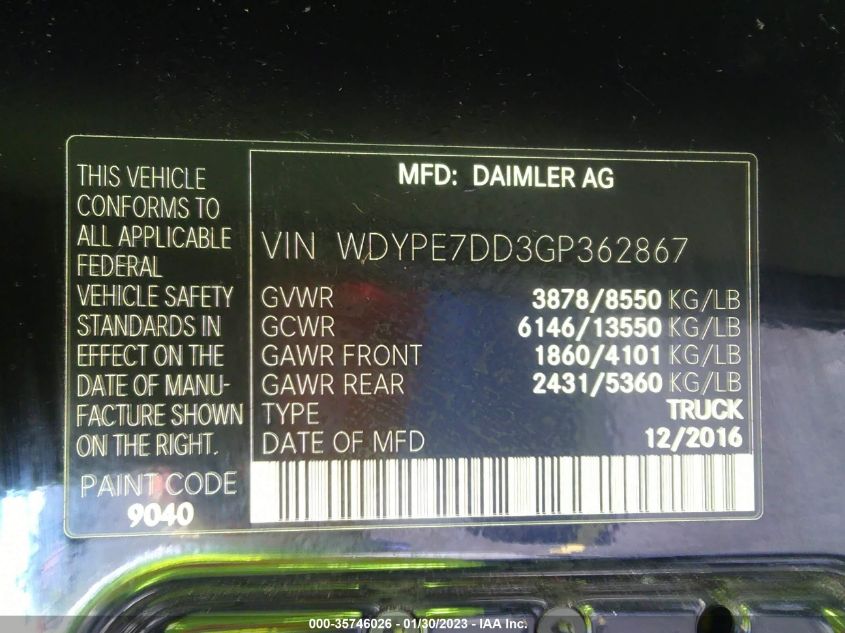 THIS VEHICLE
CONFORMS TO
ALL APPLICABLE
FEDERAL
VEHICLE SAFETY
STANDARDS IN
EFFECT ON THE
DATE OF MANU-
FACTURE SHOWN
ON THE RIGHT.
PAINT CODE
9040
MFD: DAIMLER AG
VIN WDYPE7DD3GP362867
GVWR 3878/8550 KG/LB
GCWR 6146/13550 KG/LB
GAWR FRONT 1860/4101 KG/LB
GAWR REAR 2431/5360 KG/LB
TYPE TRUCK
DATE OF MFD 12/2016
000-35746026 - 01/30/2023 - IAA Inc.